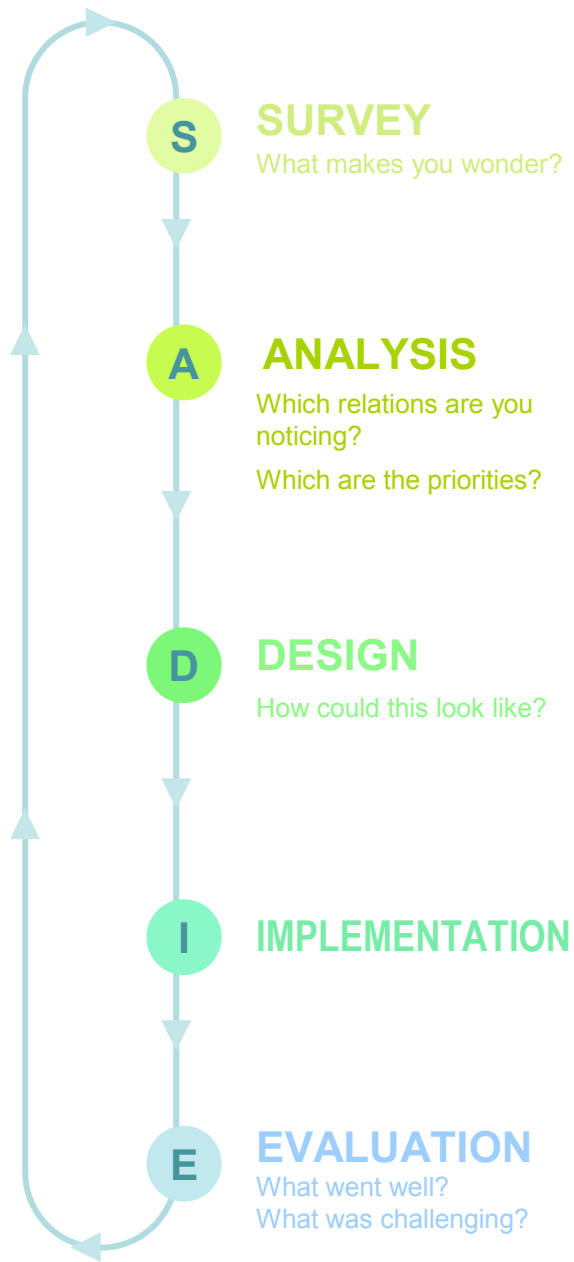 S
SURVEY
What makes you wonder?
A
ANALYSIS
Which relations are you
noticing?
Which are the priorities?
D
DESIGN
How could this look like?
I
IMPLEMENTATION
E
EVALUATION
What went well?
What was challenging?